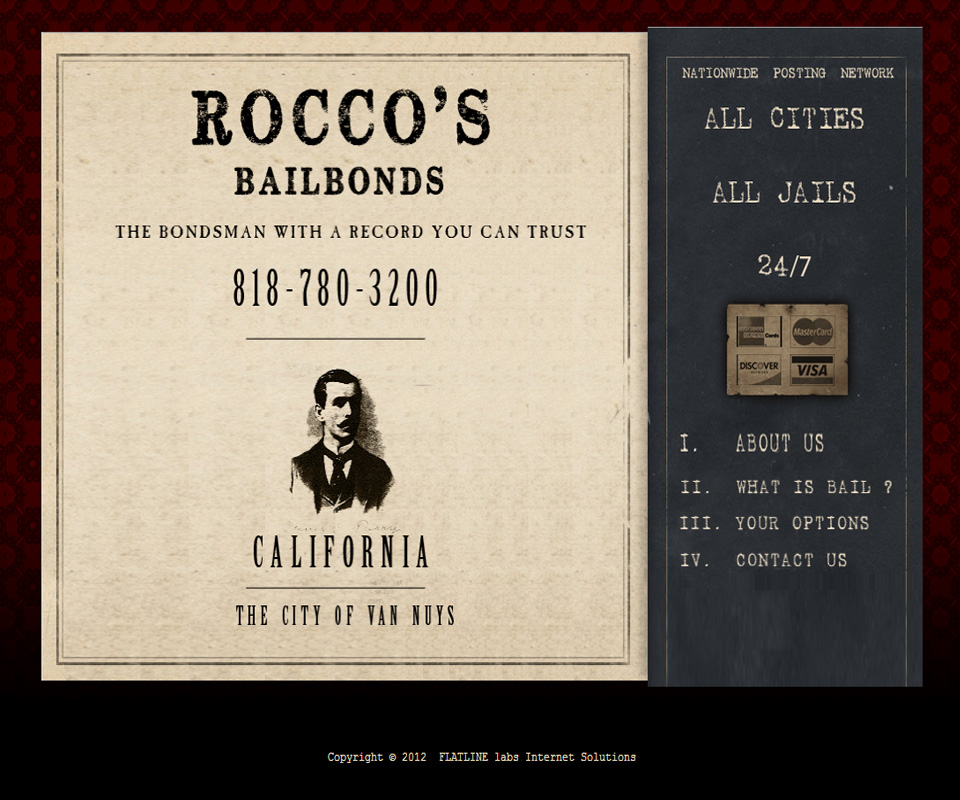 ROCCO'S
BAILBONDS
THE BONDSMAN WITH A RECORD YOU CAN TRUST
818-780-3200
CALIFORNIA
THE CITY OF VAN NUYS
NATIONWIDE POSTING NETWORK
ALL CITIES
ALL JAILS
24/7
Cards
MasterCard
DISCOVER
VISA
I. ABOUT US
II. WHAT IS BAIL ?
III. YOUR OPTIONS
IV. CONTACT US
Copyright © 2012 FLATLINE labs Internet Solutions